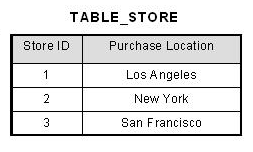 TABLE_STORE
Store ID Purchase Location
1 Los Angeles
2 New York
3 San Francisco